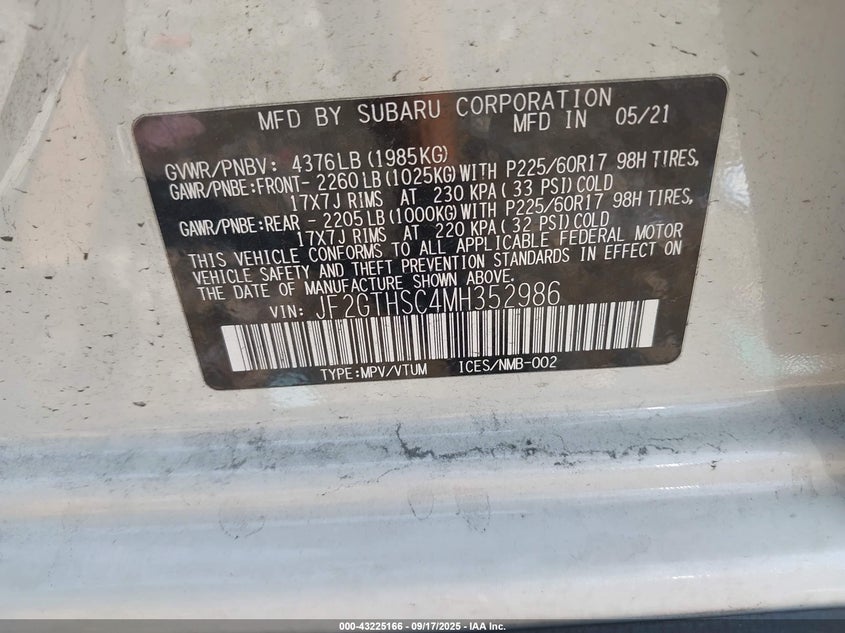 MFD BY SUBARU CORPORATION
MFD IN 05/21
GVWR/PNBV: 4376LB (1985KG)
GAWR/PNBE:FRONT- 2260LB (1025KG)WITH P225/60R17 98H TIRES,
17X7J RIMS AT 230 KPA (33 PSI)COLD
GAWR/PNBE:REAR - 2205LB (1000KG)WITH P225/60R17 98H TIRES,
17X7J RIMS AT 220 KPA (32 PSI)COLD
THIS VEHICLE CONFORMS TO ALL APPLICABLE FEDERAL MOTOR
VEHICLE SAFETY AND THEFT PREVENTION STANDARDS IN EFFECT ON
THE DATE OF MANUFACTURE SHOWN ABOVE.
VIN: JF2GTHSC4MH352986
TYPE:MPV/VTUM ICES/NMB-002
000-43225166 - 09/17/2025 - IAA Inc.